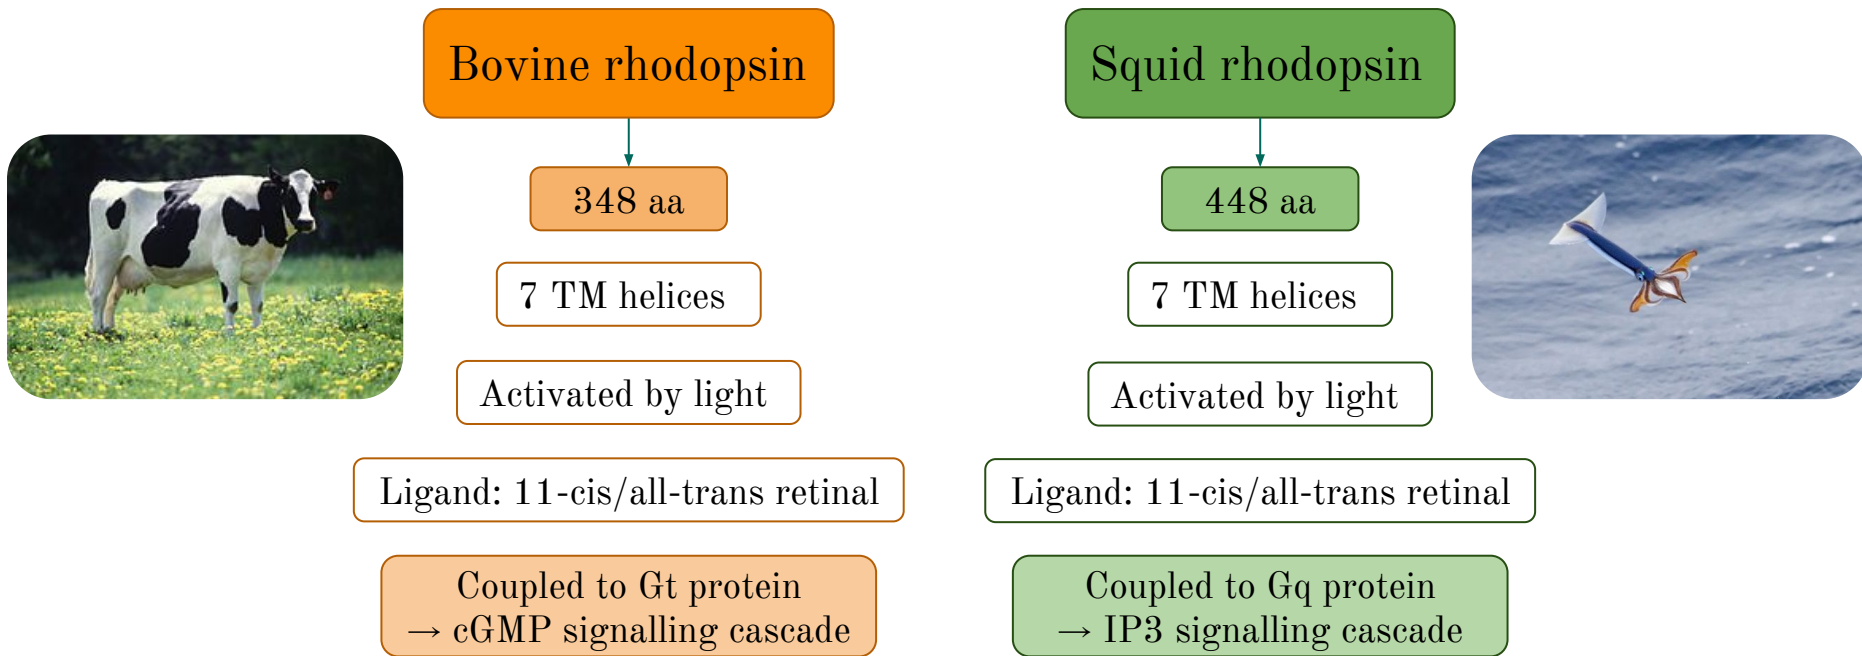 Bovine rhodopsin
348 aa
7 TM helices
Activated by light
Ligand: 11-cis/all-trans retinal
Coupled to Gt protein
→ cGMP signalling cascade
Squid rhodopsin
448 aa
7 TM helices
Activated by light
Ligand: 11-cis/all-trans retinal
Coupled to Gq protein
→ IP3 signalling cascade